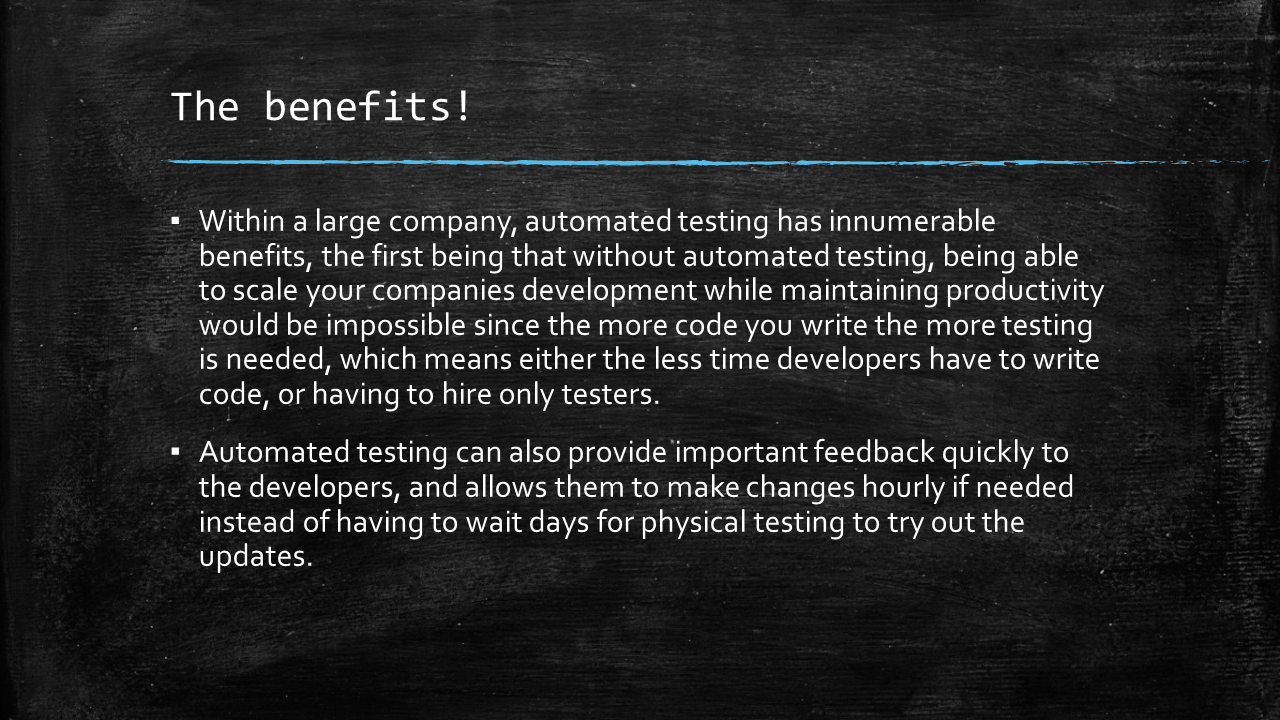 The benefits!
▪ Within a large company, automated testing has innumerable
benefits, the first being that without automated testing, being able
to scale your companies development while maintaining productivity
would be impossible since the more code you write the more testing
is needed, which means either the less time developers have to write
code, or having to hire only testers.
▪ Automated testing can also provide important feedback quickly to
the developers, and allows them to make changes hourly if needed
instead of having to wait days for physical testing to try out the
updates.